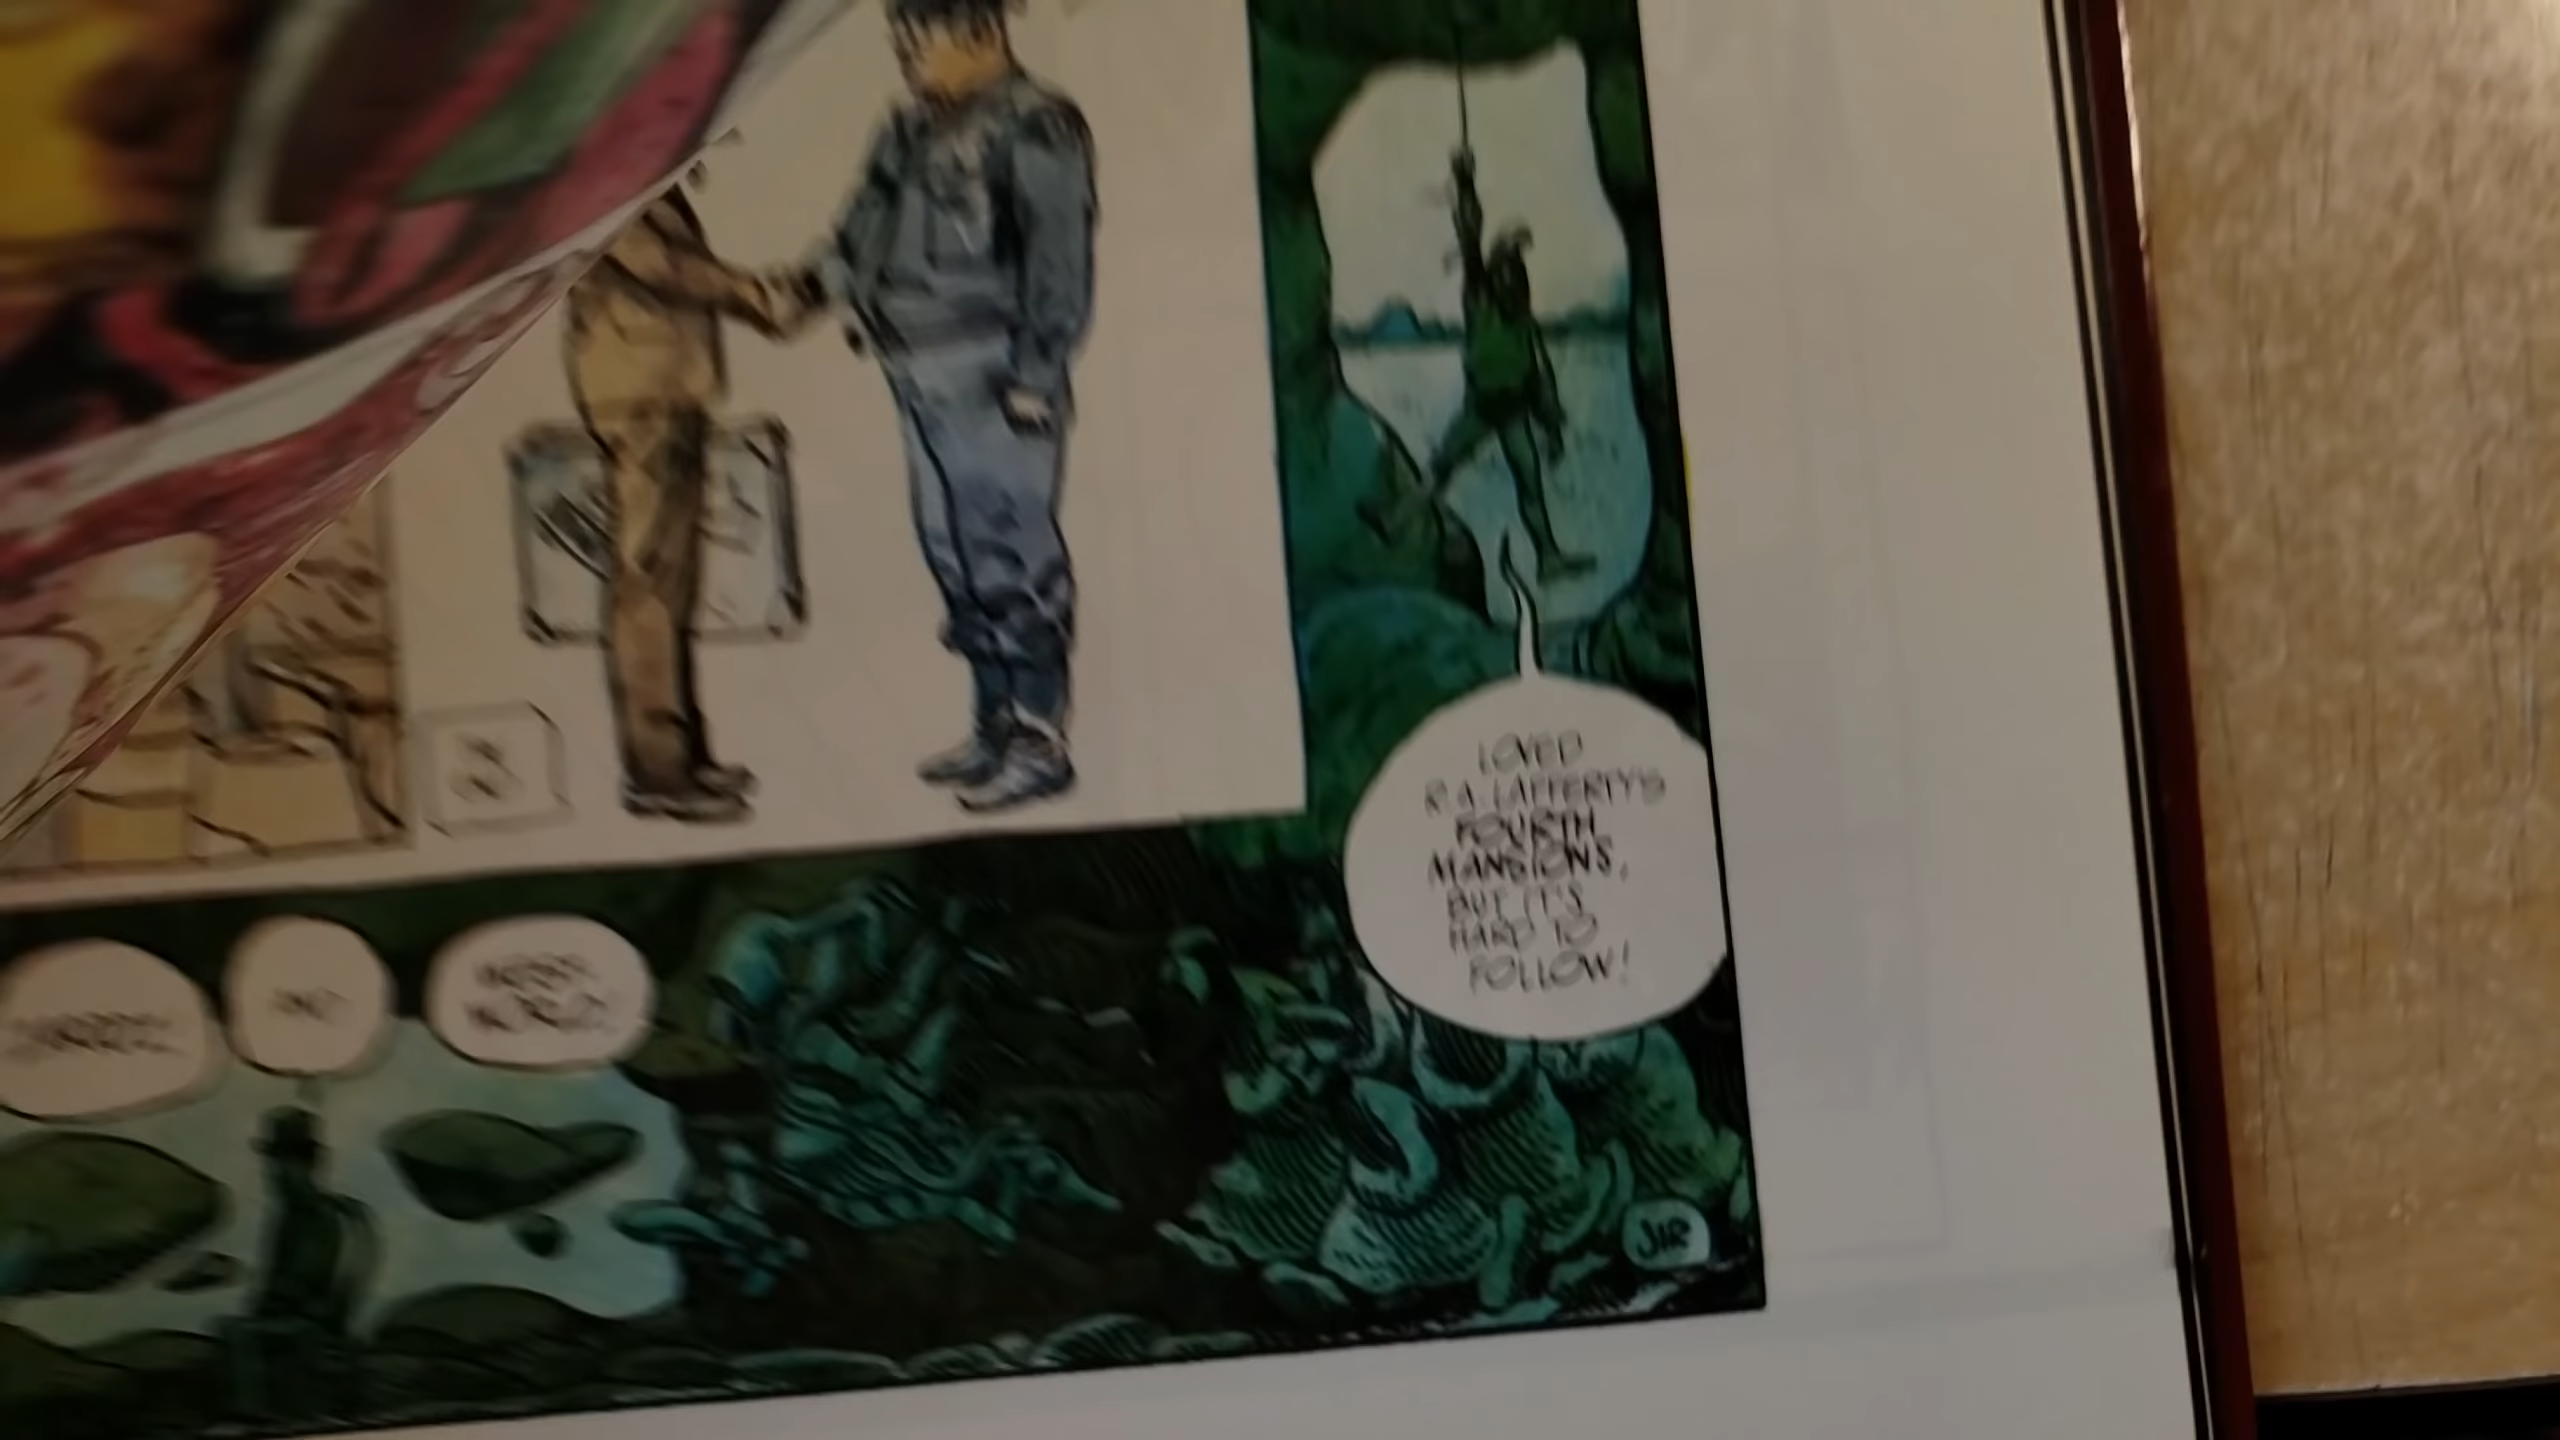 LOVED
R.A. LAFFERTY'S
FOURTH
MANSIONS,
BUT IT'S
HARD TO
FOLLOW!
JIR